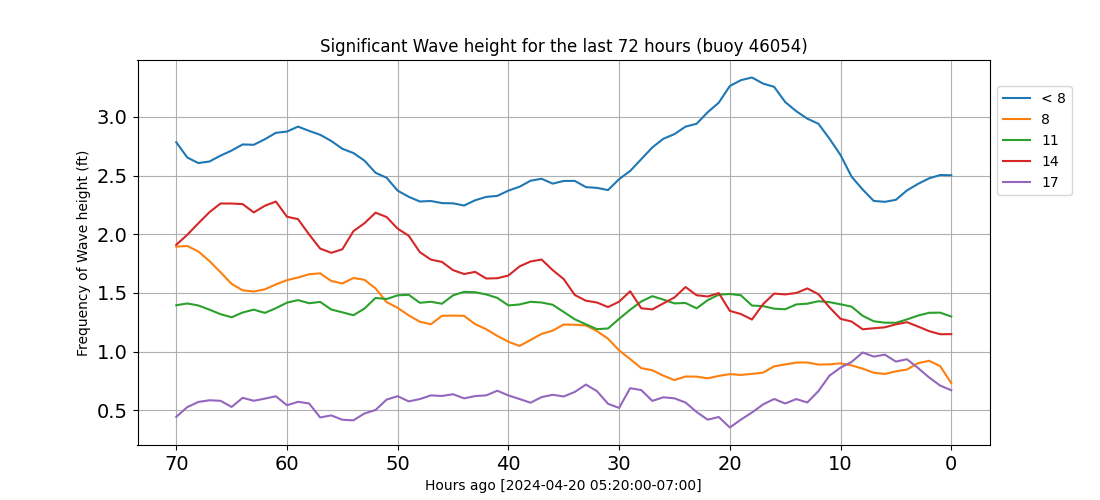 Significant Wave height for the last 72 hours (buoy 46054)
Frequency of Wave height (ft)
3.0
2.5
2.0
1.5
1.0
0.5
70 60 50 40 30 20 10 0
Hours ago [2024-04-20 05:20:00-07:00]
< 8
8
11
14
17